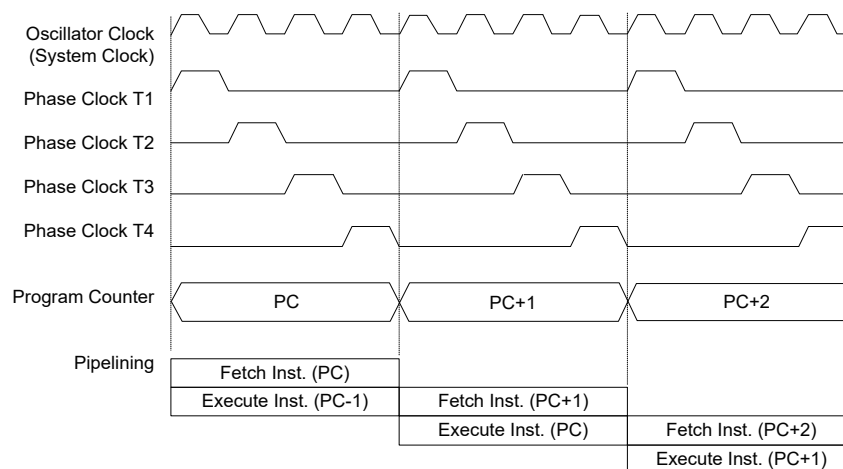 Oscillator Clock
(System Clock)
Phase Clock T1
Phase Clock T2
Phase Clock T3
Phase Clock T4
Program Counter
PC
PC+1
PC+2
Pipelining
Fetch Inst. (PC)
Execute Inst. (PC-1)
Fetch Inst. (PC+1)
Execute Inst. (PC)
Fetch Inst. (PC+2)
Execute Inst. (PC+1)